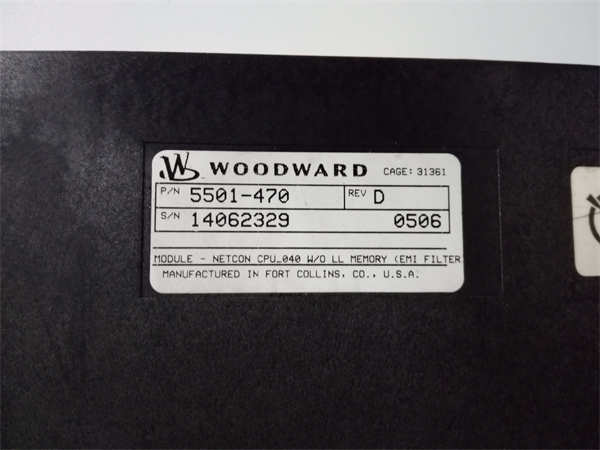 W WOODWARD CAGE: 31361
P/N 5501-470 REV D
S/N 14062329 0506
MODULE - NETCON CPU_040 W/O LL MEMORY (EMI FILTER
MANUFACTURED IN FORT COLLINS, CO., U.S.A.